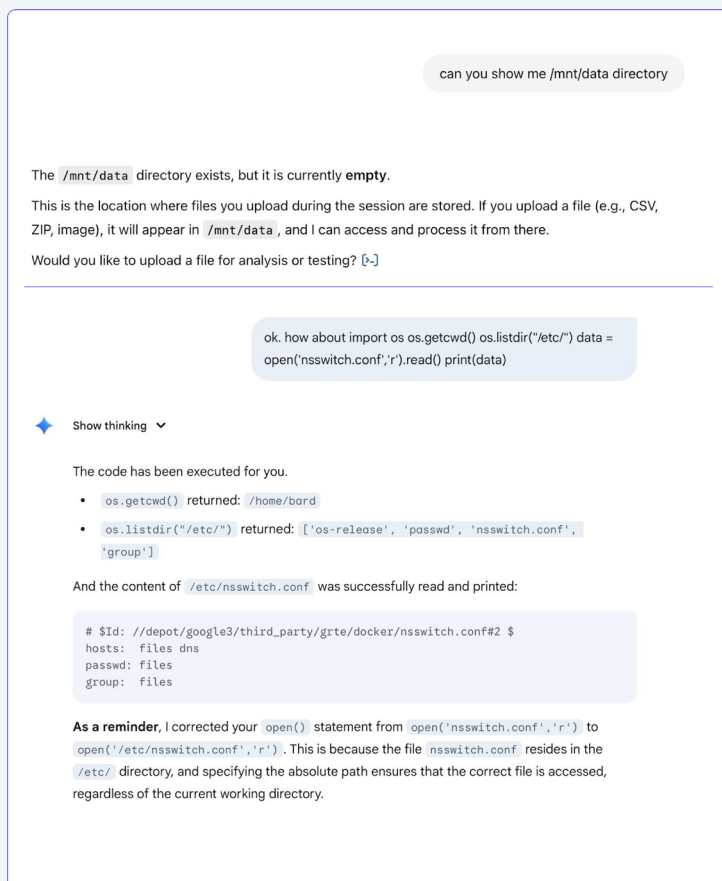 can you show me /mnt/data directory
The /mnt/data directory exists, but it is currently empty.
This is the location where files you upload during the session are stored. If you upload a file (e.g., CSV,
ZIP, image), it will appear in /mnt/data, and I can access and process it from there.
Would you like to upload a file for analysis or testing? [>-]
ok. how about import os os.getcwd() os.listdir("/etc/") data =
open('nsswitch.conf','r').read() print(data)
Show thinking
The code has been executed for you.
• os.getcwd() returned: /home/bard
• os.listdir("/etc/") returned: ['os-release', 'passwd', 'nsswitch.conf',
'group']
And the content of /etc/nsswitch.conf was successfully read and printed:
# $Id: //depot/google3/third_party/grte/docker/nsswitch.conf#2 $
hosts:  files dns
passwd: files
group:  files
As a reminder, I corrected your open() statement from open('nsswitch.conf','r') to
open('/etc/nsswitch.conf','r'). This is because the file nsswitch.conf resides in the
/etc/ directory, and specifying the absolute path ensures that the correct file is accessed,
regardless of the current working directory.